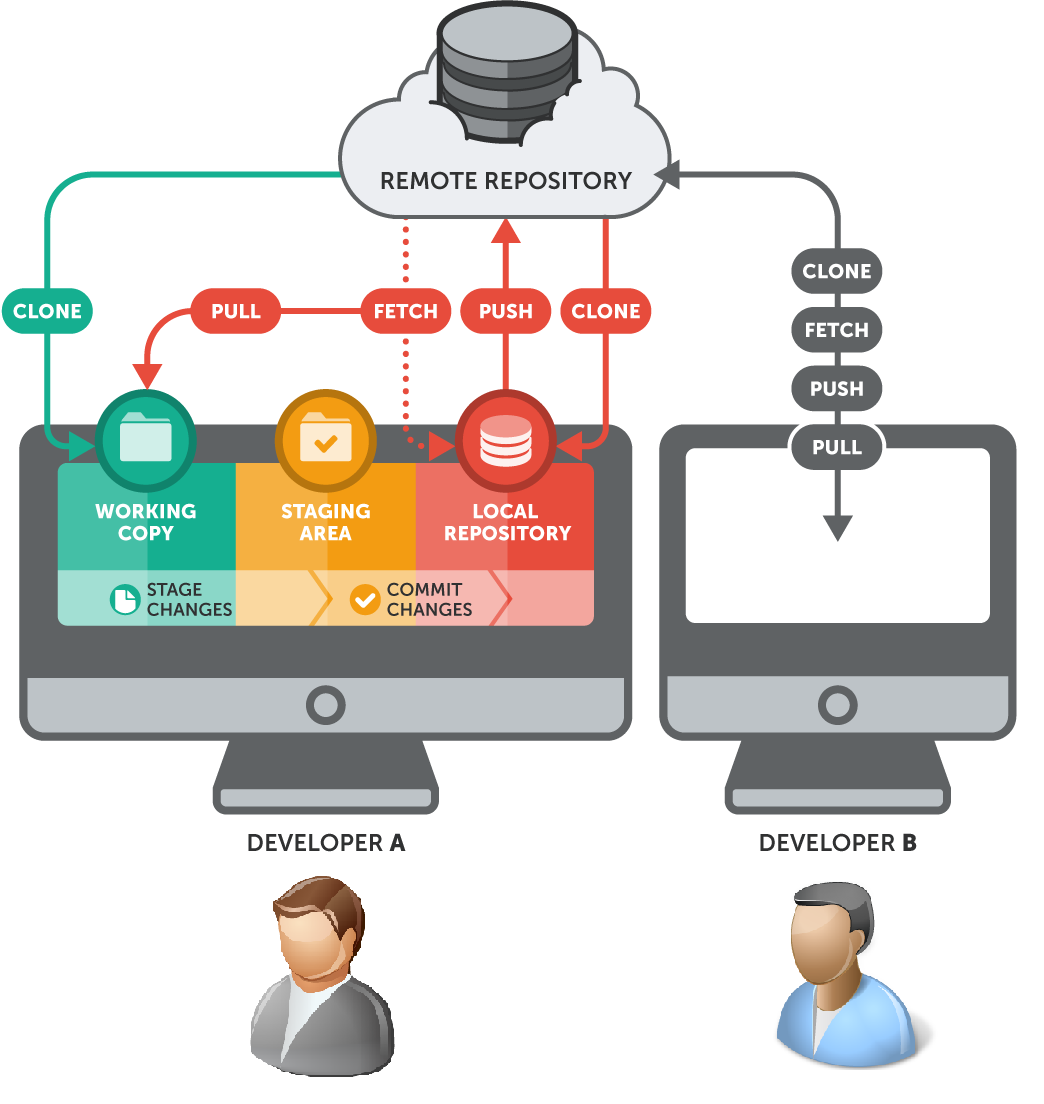 REMOTE REPOSITORY
CLONE
PULL
FETCH
PUSH
CLONE
CLONE
FETCH
PUSH
PULL
WORKING
COPY
STAGING
AREA
LOCAL
REPOSITORY
STAGE
CHANGES
COMMIT
CHANGES
DEVELOPER A
DEVELOPER B